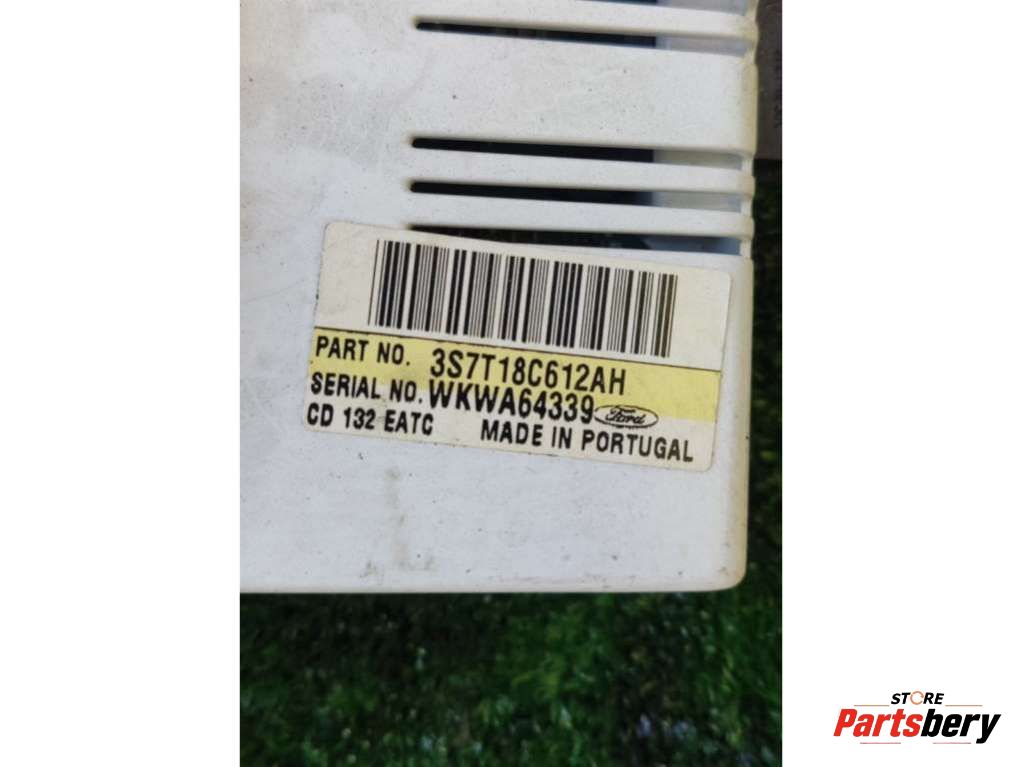 PART NO. 3S7T18C612AH
SERIAL NO. WKWA64339 Ford
CD 132 EATC MADE IN PORTUGAL
STORE
Partsbery